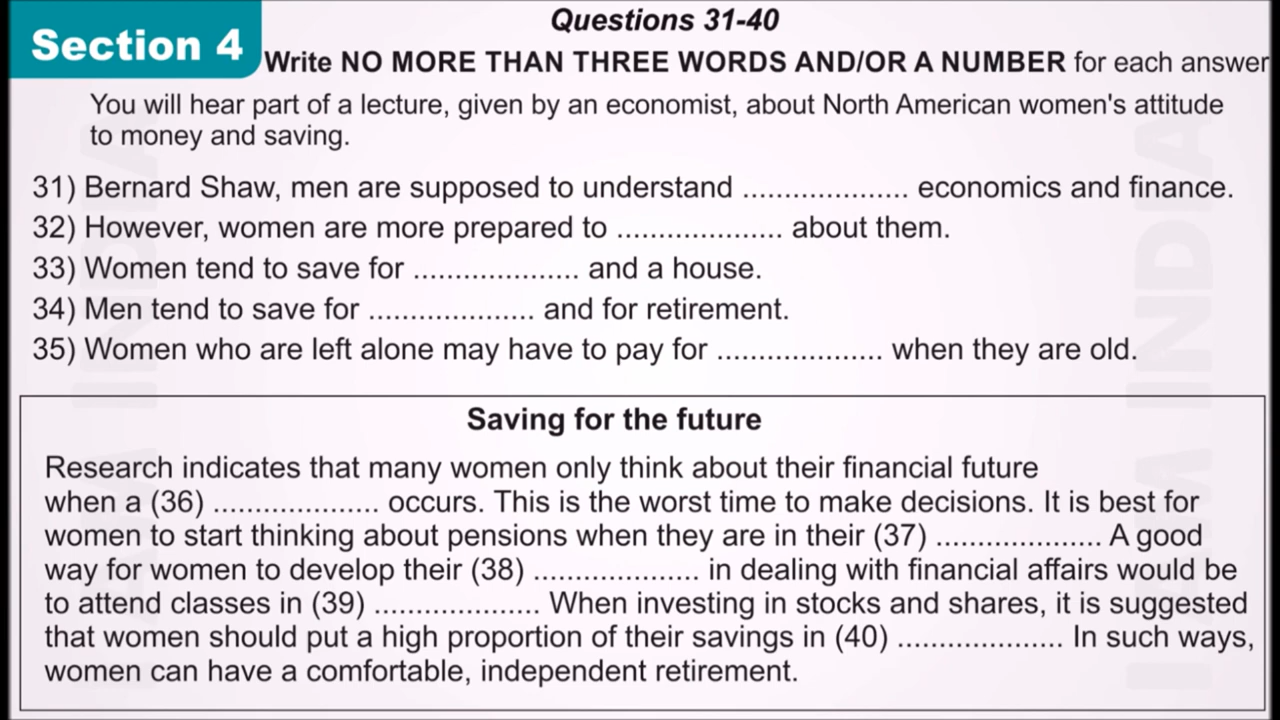 Section 4
Questions 31-40
Write NO MORE THAN THREE WORDS AND/OR A NUMBER for each answer
You will hear part of a lecture, given by an economist, about North American women's attitude
to money and saving.
31) Bernard Shaw, men are supposed to understand .................... economics and finance.
32) However, women are more prepared to .................... about them.
33) Women tend to save for .................... and a house.
34) Men tend to save for .................... and for retirement.
35) Women who are left alone may have to pay for .................... when they are old.
Saving for the future
Research indicates that many women only think about their financial future
when a (36) .................... occurs. This is the worst time to make decisions. It is best for
women to start thinking about pensions when they are in their (37) .................... A good
way for women to develop their (38) .................... in dealing with financial affairs would be
to attend classes in (39) .................... When investing in stocks and shares, it is suggested
that women should put a high proportion of their savings in (40) .................... In such ways,
women can have a comfortable, independent retirement.
I AM INDIA
I AM INDIA